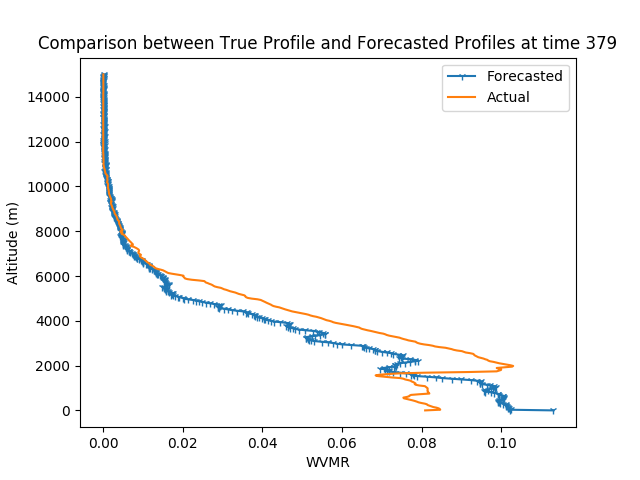 Comparison between True Profile and Forecasted Profiles at time 379
Forecasted
Actual
14000
12000
10000
8000
6000
4000
2000
0
Altitude (m)
0.00 0.02 0.04 0.06 0.08 0.10
WVMR